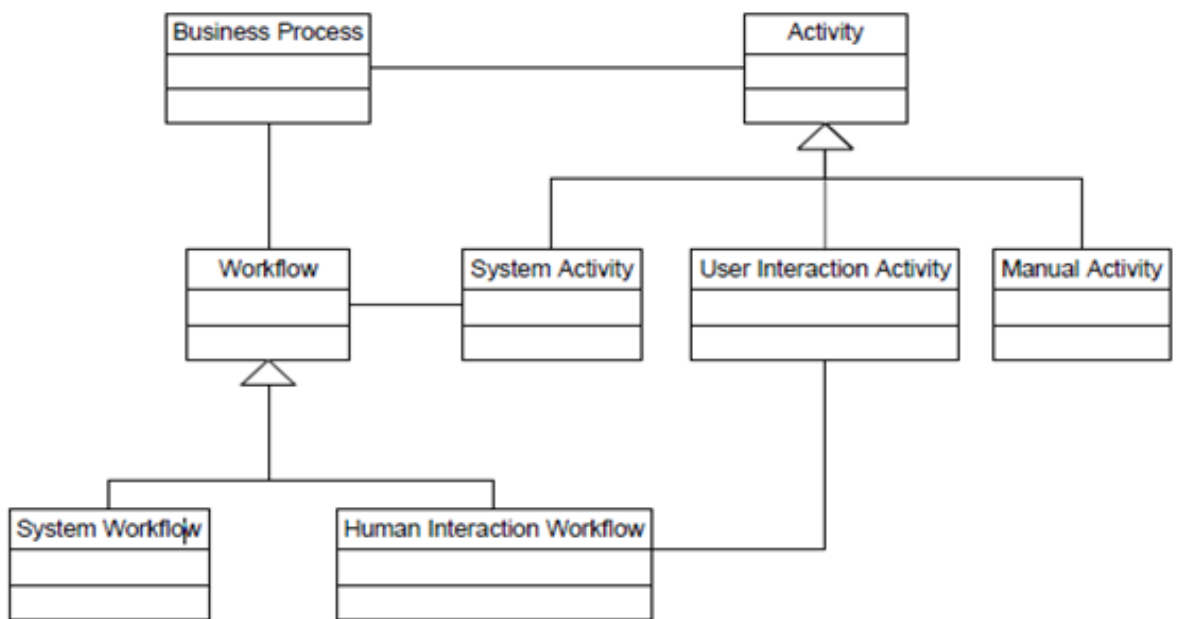 Business Process
Activity
Workflow
System Activity
User Interaction Activity
Manual Activity
System Workflow
Human Interaction Workflow